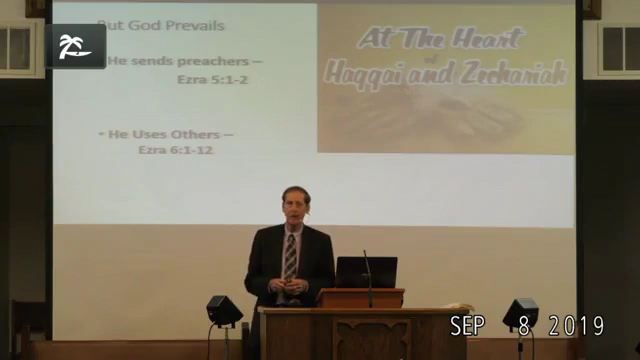 But God Prevails
He sends preachers –
Ezra 5:1-2
• He Uses Others –
Ezra 6:1-12
At The Heart
of
Haggai and Zechariah
SEP 8 2019